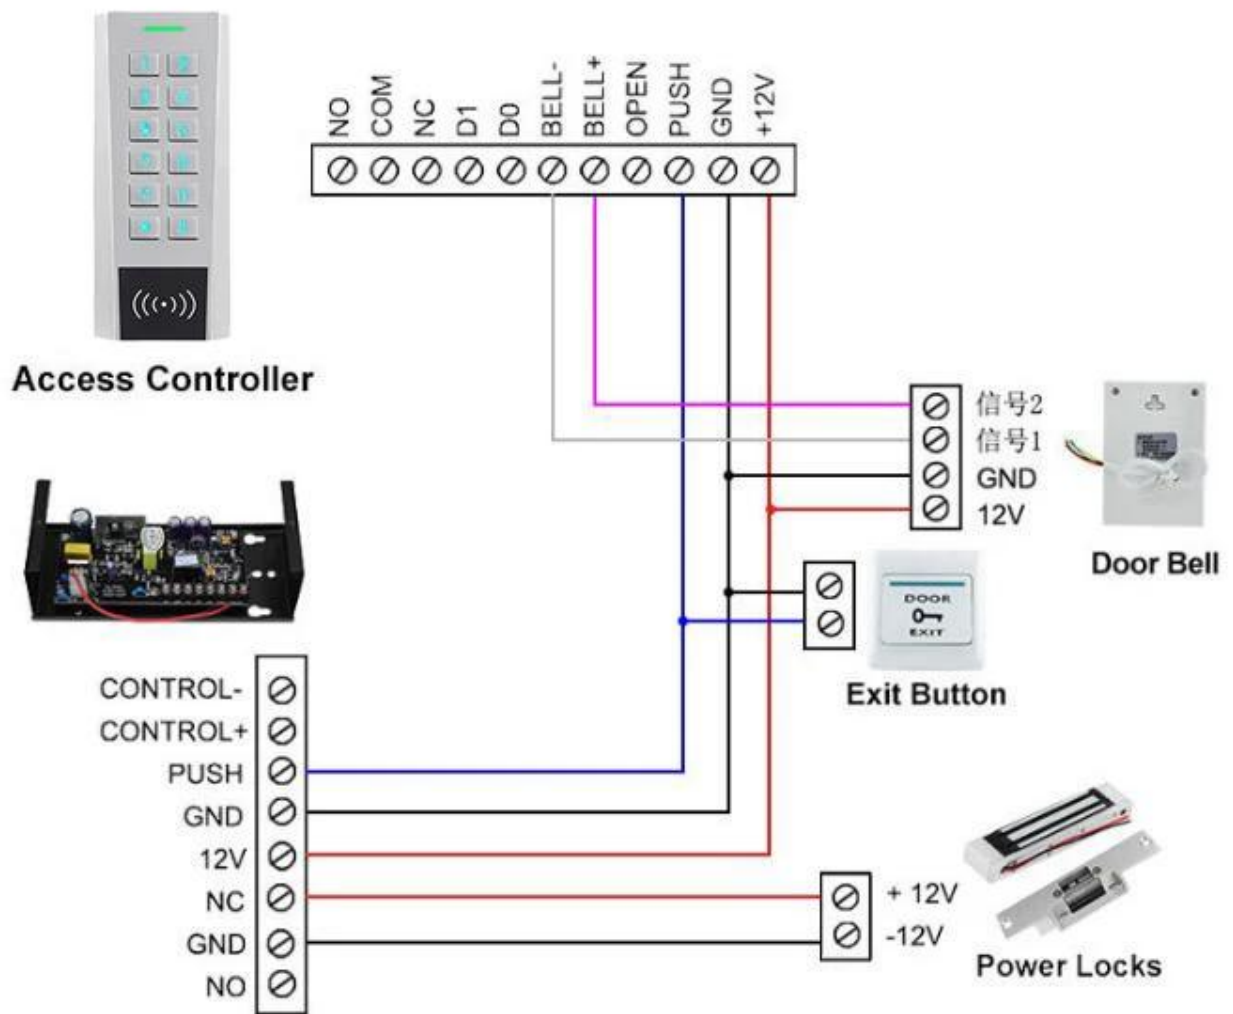 NO
COM
NC
D1
D0
BELL-
BELL+
OPEN
PUSH
GND
+12V
Access Controller
信号2
信号1
GND
12V
Door Bell
DOOR
EXIT
Exit Button
CONTROL-
CONTROL+
PUSH
GND
12V
NC
GND
NO
+ 12V
-12V
Power Locks